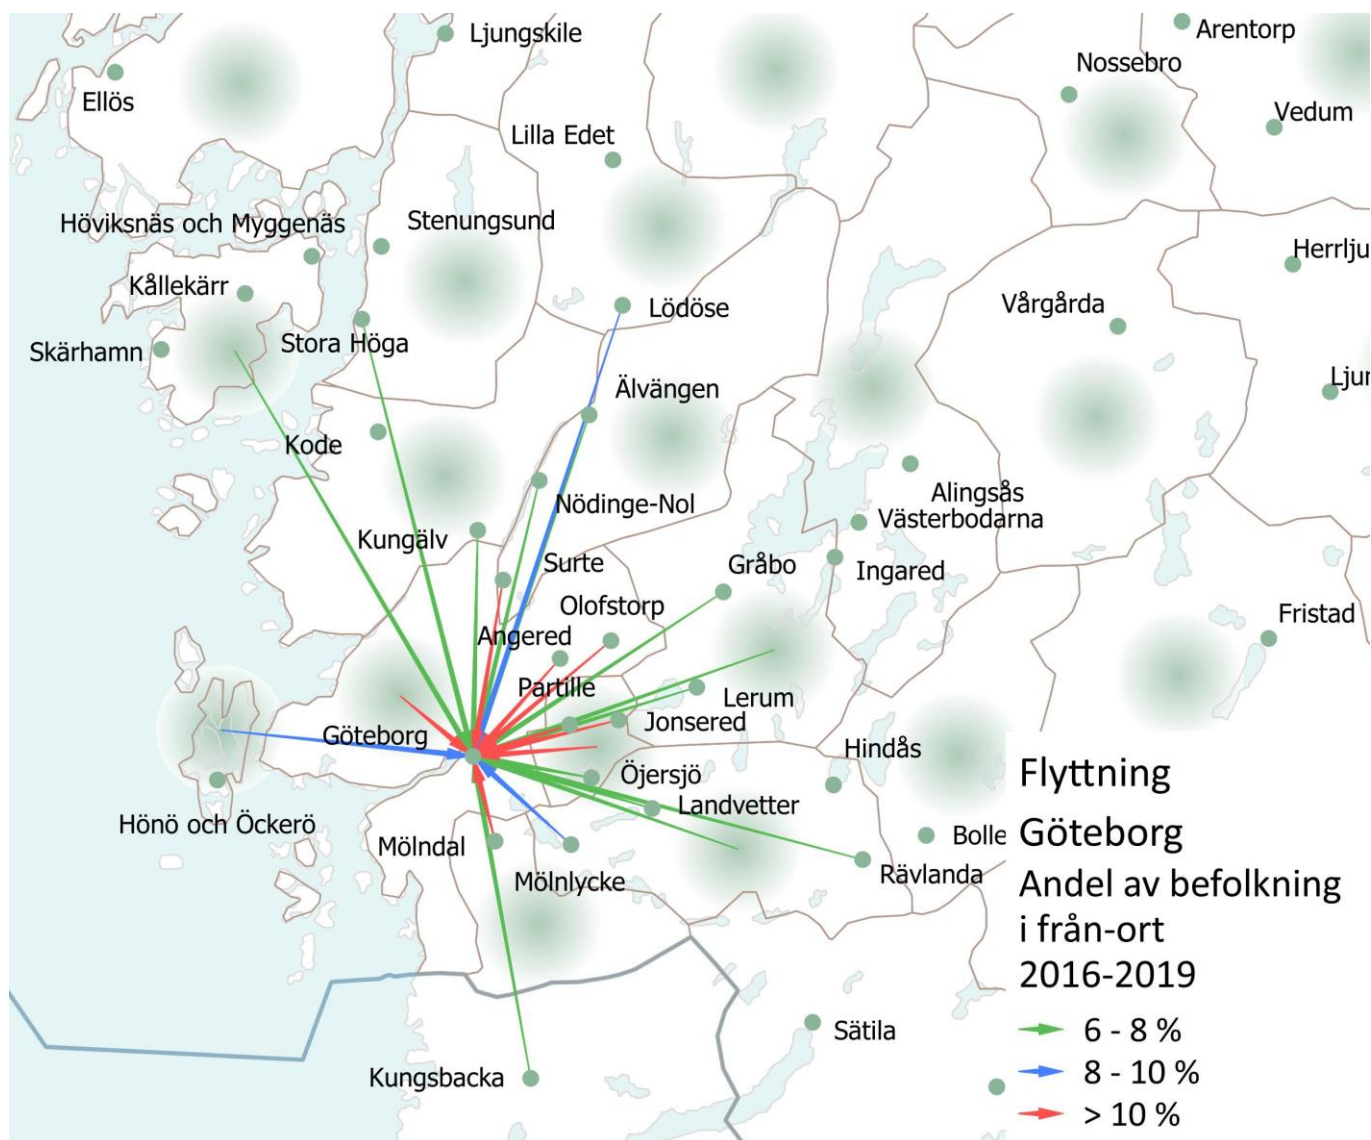 Ljungskile
Arentorp
Nossebro
Ellös
Vedum
Lilla Edet
Höviksnäs och Myggenäs
Stenungsund
Herrlju
Kållekärr
Lödöse
Vårgårda
Skärhamn
Stora Höga
Ljur
Älvängen
Kode
Alingsås
Nödinge-Nol
Västerbodarna
Kungälv
Surte
Gråbo
Ingared
Olofstorp
Fristad
Angered
Partille
Lerum
Jonsered
Göteborg
Hindås
Öjersjö
Flyttning
Landvetter
Hönö och Öckerö
Göteborg
Bolle
Mölndal
Rävlanda
Mölnlycke
Andel av befolkning
i från-ort
2016-2019
Sätila
6 - 8 %
Kungsbacka
8 - 10 %
> 10 %